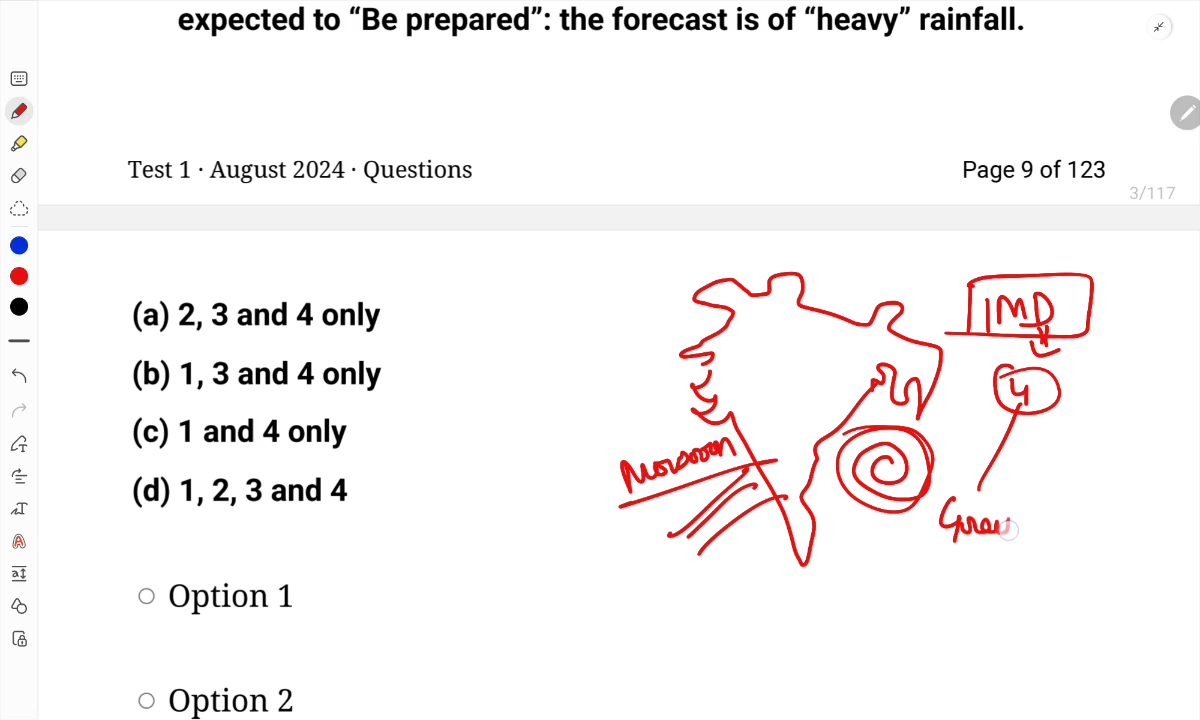 expected to “Be prepared”: the forecast is of “heavy” rainfall.
Test 1 · August 2024 · Questions
Page 9 of 123
3/117
(a) 2, 3 and 4 only
(b) 1, 3 and 4 only
(c) 1 and 4 only
(d) 1, 2, 3 and 4
IMD
4
Monsoon
Option 1
Option 2